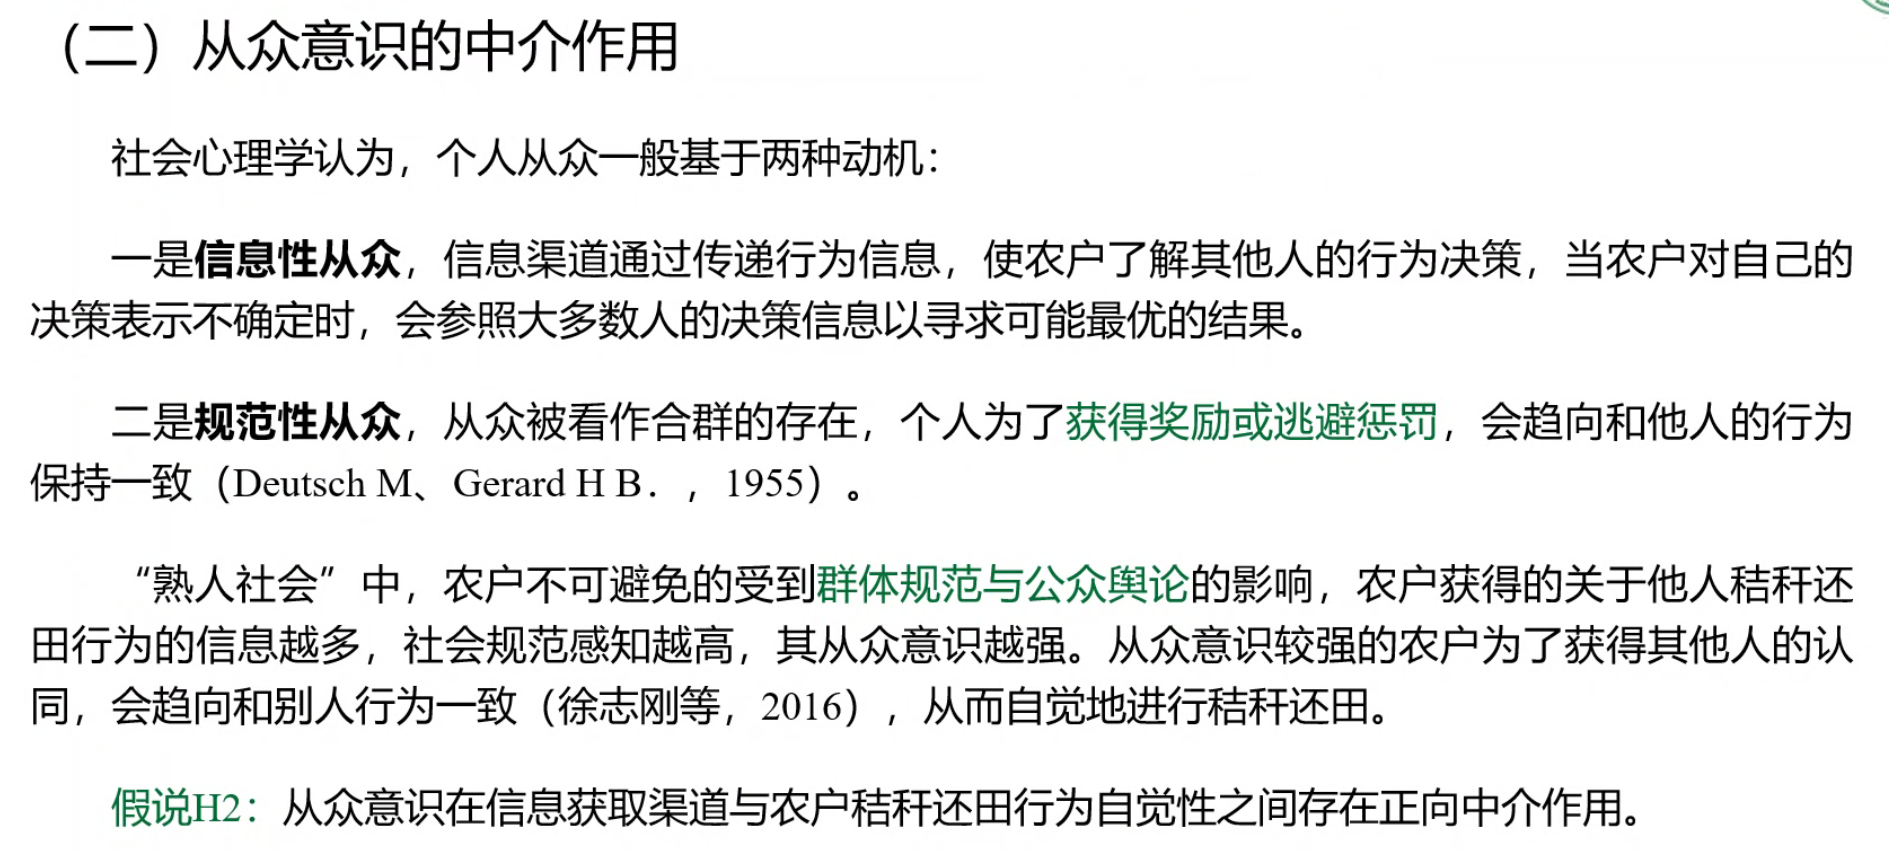 （二）从众意识的中介作用
社会心理学认为，个人从众一般基于两种动机：
一是信息性从众，信息渠道通过传递行为信息，使农户了解其他人的行为决策，当农户对自己的
决策表示不确定时，会参照大多数人的决策信息以寻求可能最优的结果。
二是规范性从众，从众被看作合群的存在，个人为了获得奖励或逃避惩罚，会趋向和他人的行为
保持一致（Deutsch M、Gerard H B．，1955）。
“熟人社会”中，农户不可避免的受到群体规范与公众舆论的影响，农户获得的关于他人秸秆还
田行为的信息越多，社会规范感知越高，其从众意识越强。从众意识较强的农户为了获得其他人的认
同，会趋向和别人行为一致（徐志刚等，2016），从而自觉地进行秸秆还田。
假说H2：从众意识在信息获取渠道与农户秸秆还田行为自觉性之间存在正向中介作用。